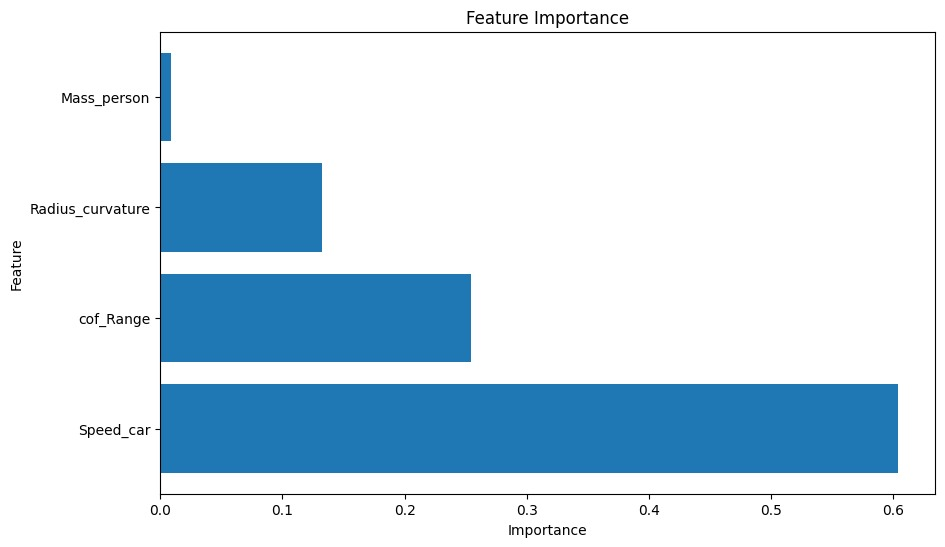 Feature Importance
Mass_person
Radius_curvature
cof_Range
Speed_car
Feature
0.0 0.1 0.2 0.3 0.4 0.5 0.6
Importance